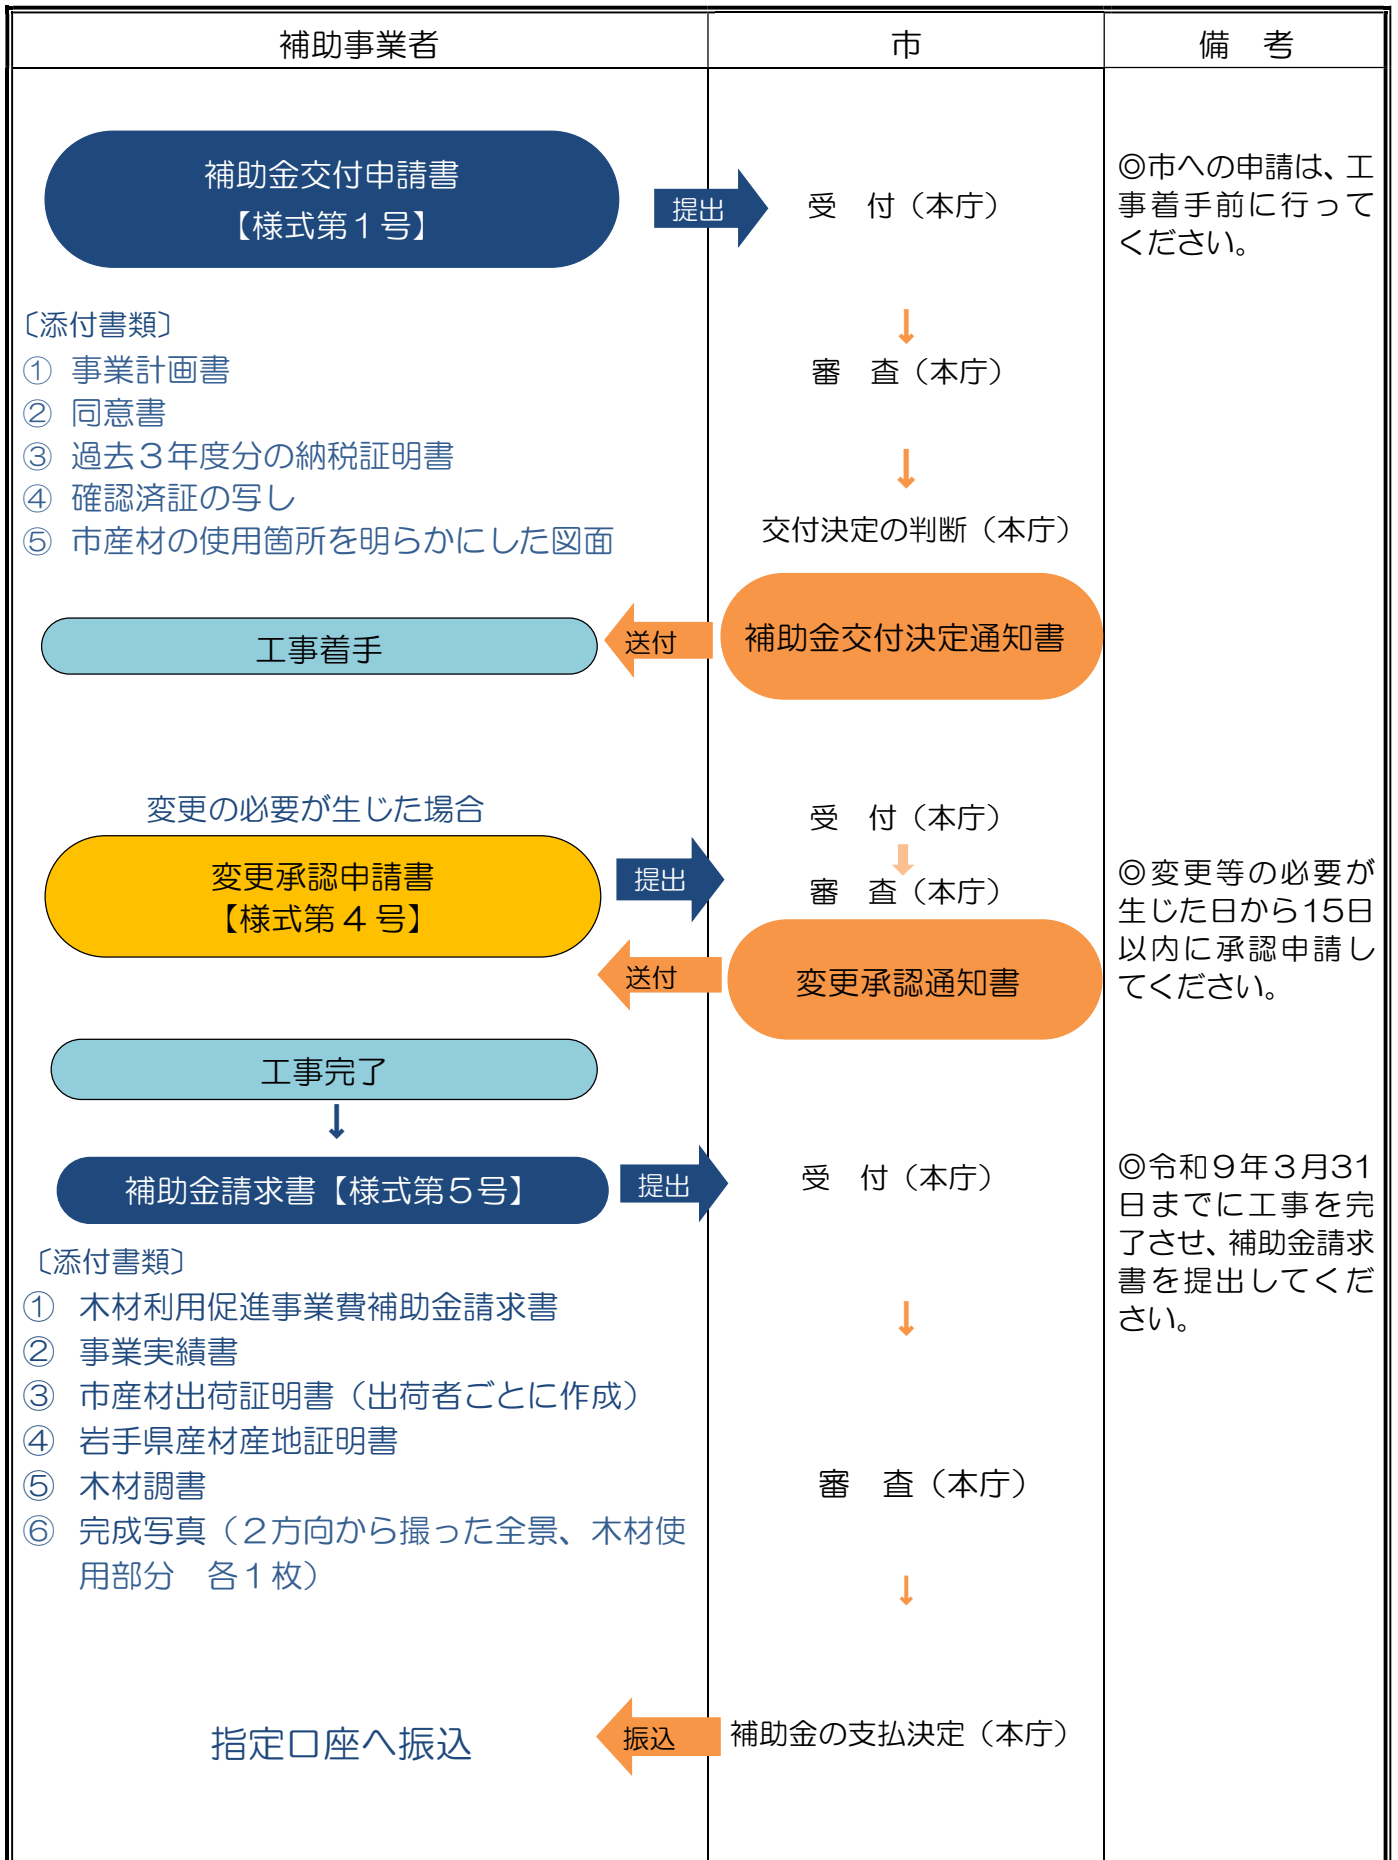 補助事業者
市
備　考
補助金交付申請書
【様式第１号】
提出
受　付（本庁）
◎市への申請は、工
事着手前に行って
ください。
〔添付書類〕
① 事業計画書
② 同意書
③ 過去３年度分の納税証明書
④ 確認済証の写し
⑤ 市産材の使用箇所を明らかにした図面
↓
審　査（本庁）
↓
交付決定の判断（本庁）
補助金交付決定通知書
送付
工事着手
変更の必要が生じた場合
変更承認申請書
【様式第４号】
提出
受　付（本庁）
審　査（本庁）
変更承認通知書
送付
◎変更等の必要が
生じた日から15日
以内に承認申請し
てください。
工事完了
↓
補助金請求書【様式第５号】
提出
受　付（本庁）
◎令和９年３月31
日までに工事を完
了させ、補助金請求
書を提出してくだ
さい。
〔添付書類〕
① 木材利用促進事業費補助金請求書
② 事業実績書
③ 市産材出荷証明書（出荷者ごとに作成）
④ 岩手県産材産地証明書
⑤ 木材調書
⑥ 完成写真（２方向から撮った全景、木材使
用部分　各１枚）
↓
審　査（本庁）
↓
補助金の支払決定（本庁）
振込
指定口座へ振込